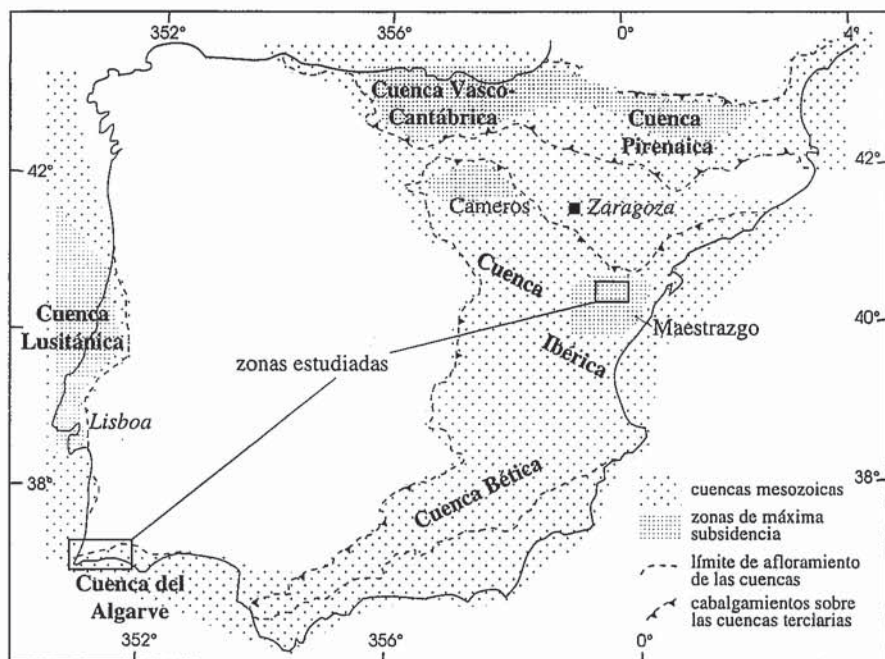 352°
356°
0°
4°
Cuenca Vasco-
Cantábrica
Cuenca
Pirenaica
42°
42°
Cameros
Zaragoza
Cuenca
Ibérica
Maestrazgo
40°
40°
Cuenca
Lusitánica
zonas estudiadas
Lisboa
38°
38°
Cuenca Bética
Cuenca del
Algarve
cuencas mesozoicas
zonas de máxima
subsidencia
límite de afloramiento
de las cuencas
cabalgamientos sobre
las cuencas terclarias
352°
356°
0°